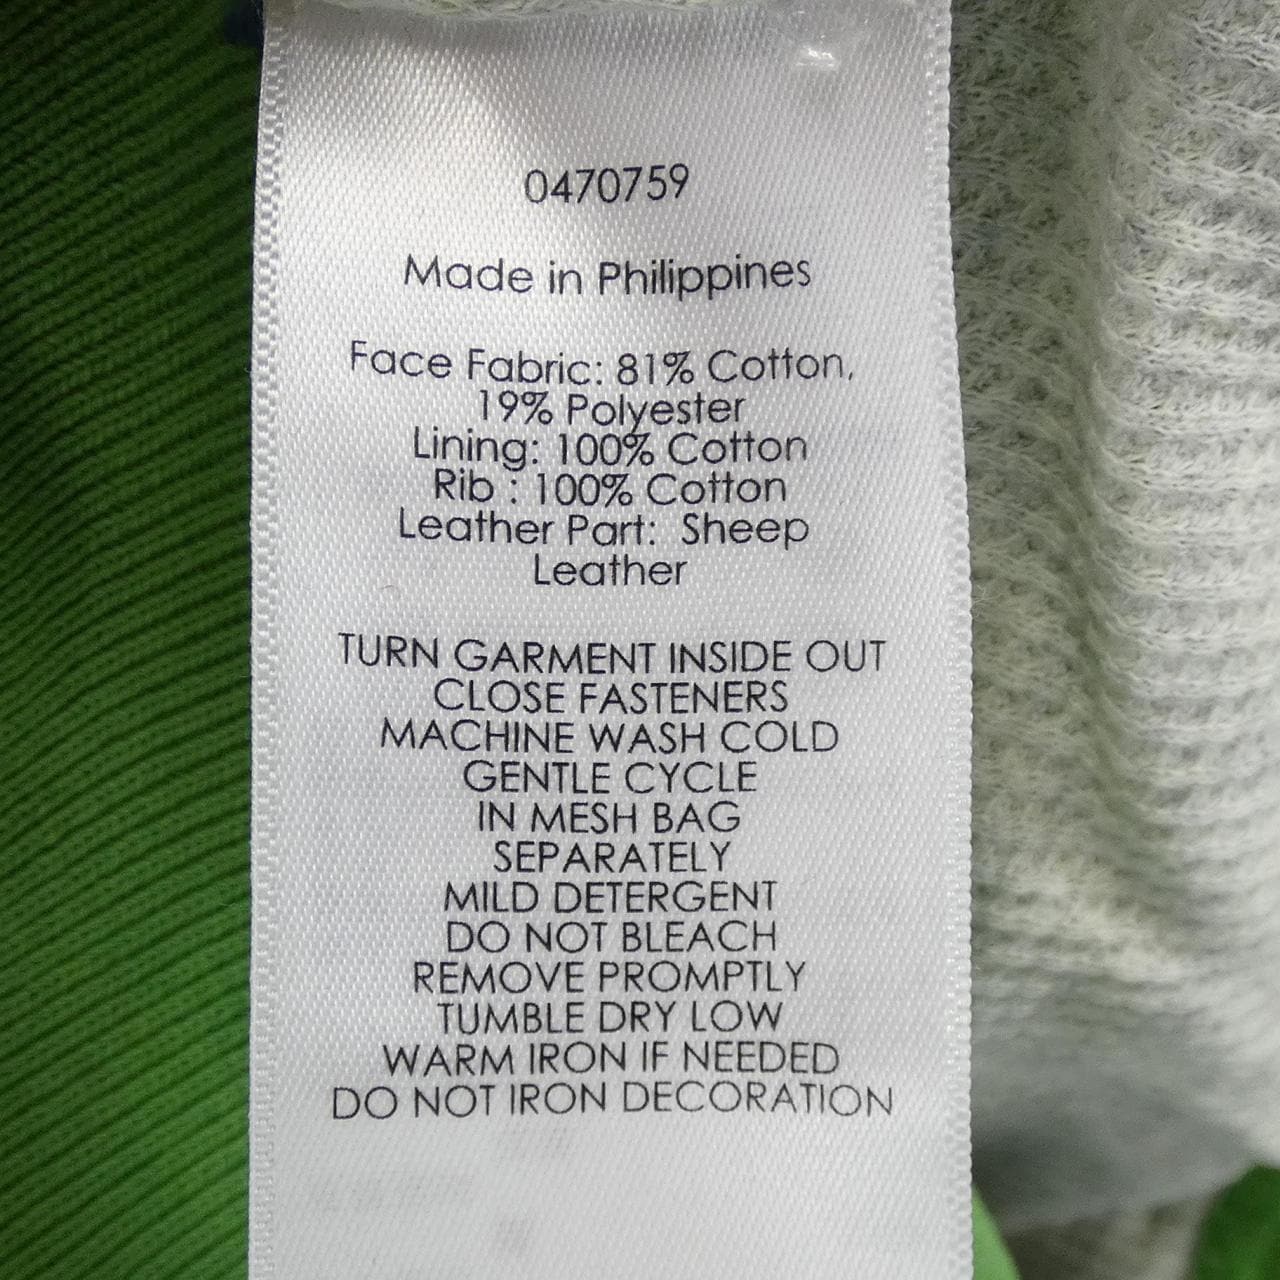 0470759
Made in Philippines
Face Fabric: 81% Cotton,
19% Polyester
Lining: 100% Cotton
Rib : 100% Cotton
Leather Part: Sheep
Leather
TURN GARMENT INSIDE OUT
CLOSE FASTENERS
MACHINE WASH COLD
GENTLE CYCLE
IN MESH BAG
SEPARATELY
MILD DETERGENT
DO NOT BLEACH
REMOVE PROMPTLY
TUMBLE DRY LOW
WARM IRON IF NEEDED
DO NOT IRON DECORATION